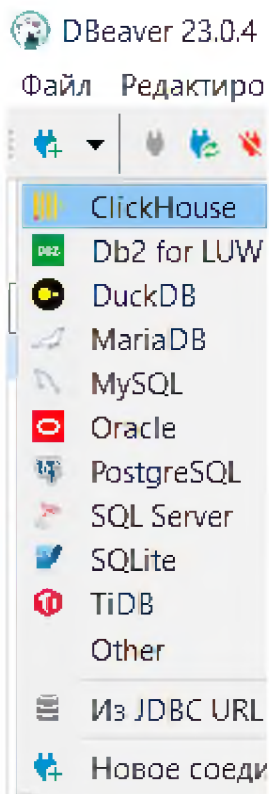 DBeaver 23.0.4
Файл Редактиро
ClickHouse
DB2
Db2 for LUW
DuckDB
MariaDB
MySQL
Oracle
PostgreSQL
SQL Server
SQLite
TiDB
Other
Из JDBC URL
Новое соеди